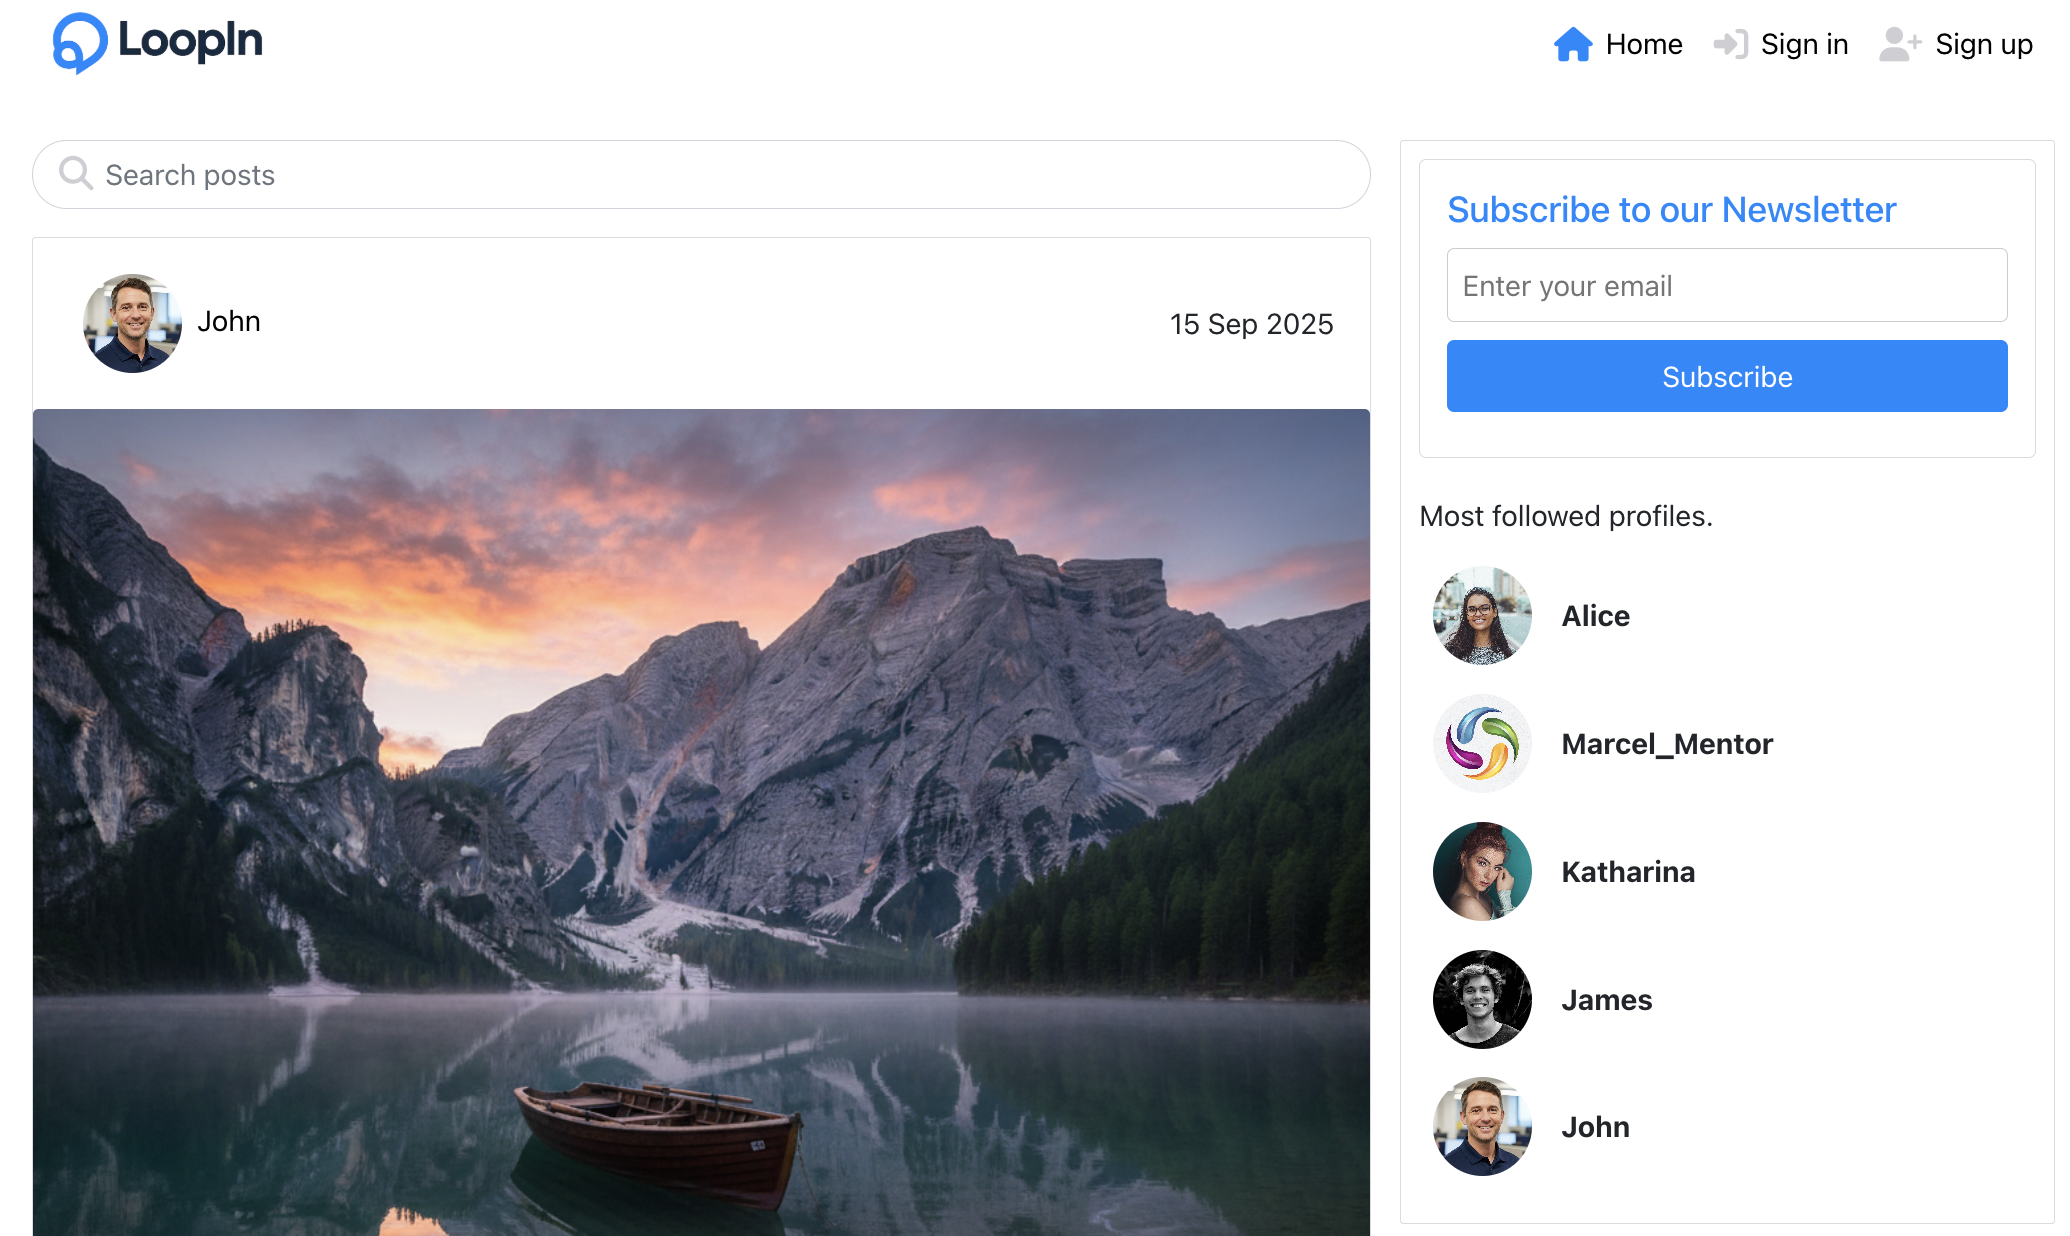 LoopIn
Home
Sign in
Sign up
Search posts
John
15 Sep 2025
Subscribe to our Newsletter
Enter your email
Subscribe
Most followed profiles.
Alice
Marcel_Mentor
Katharina
James
John